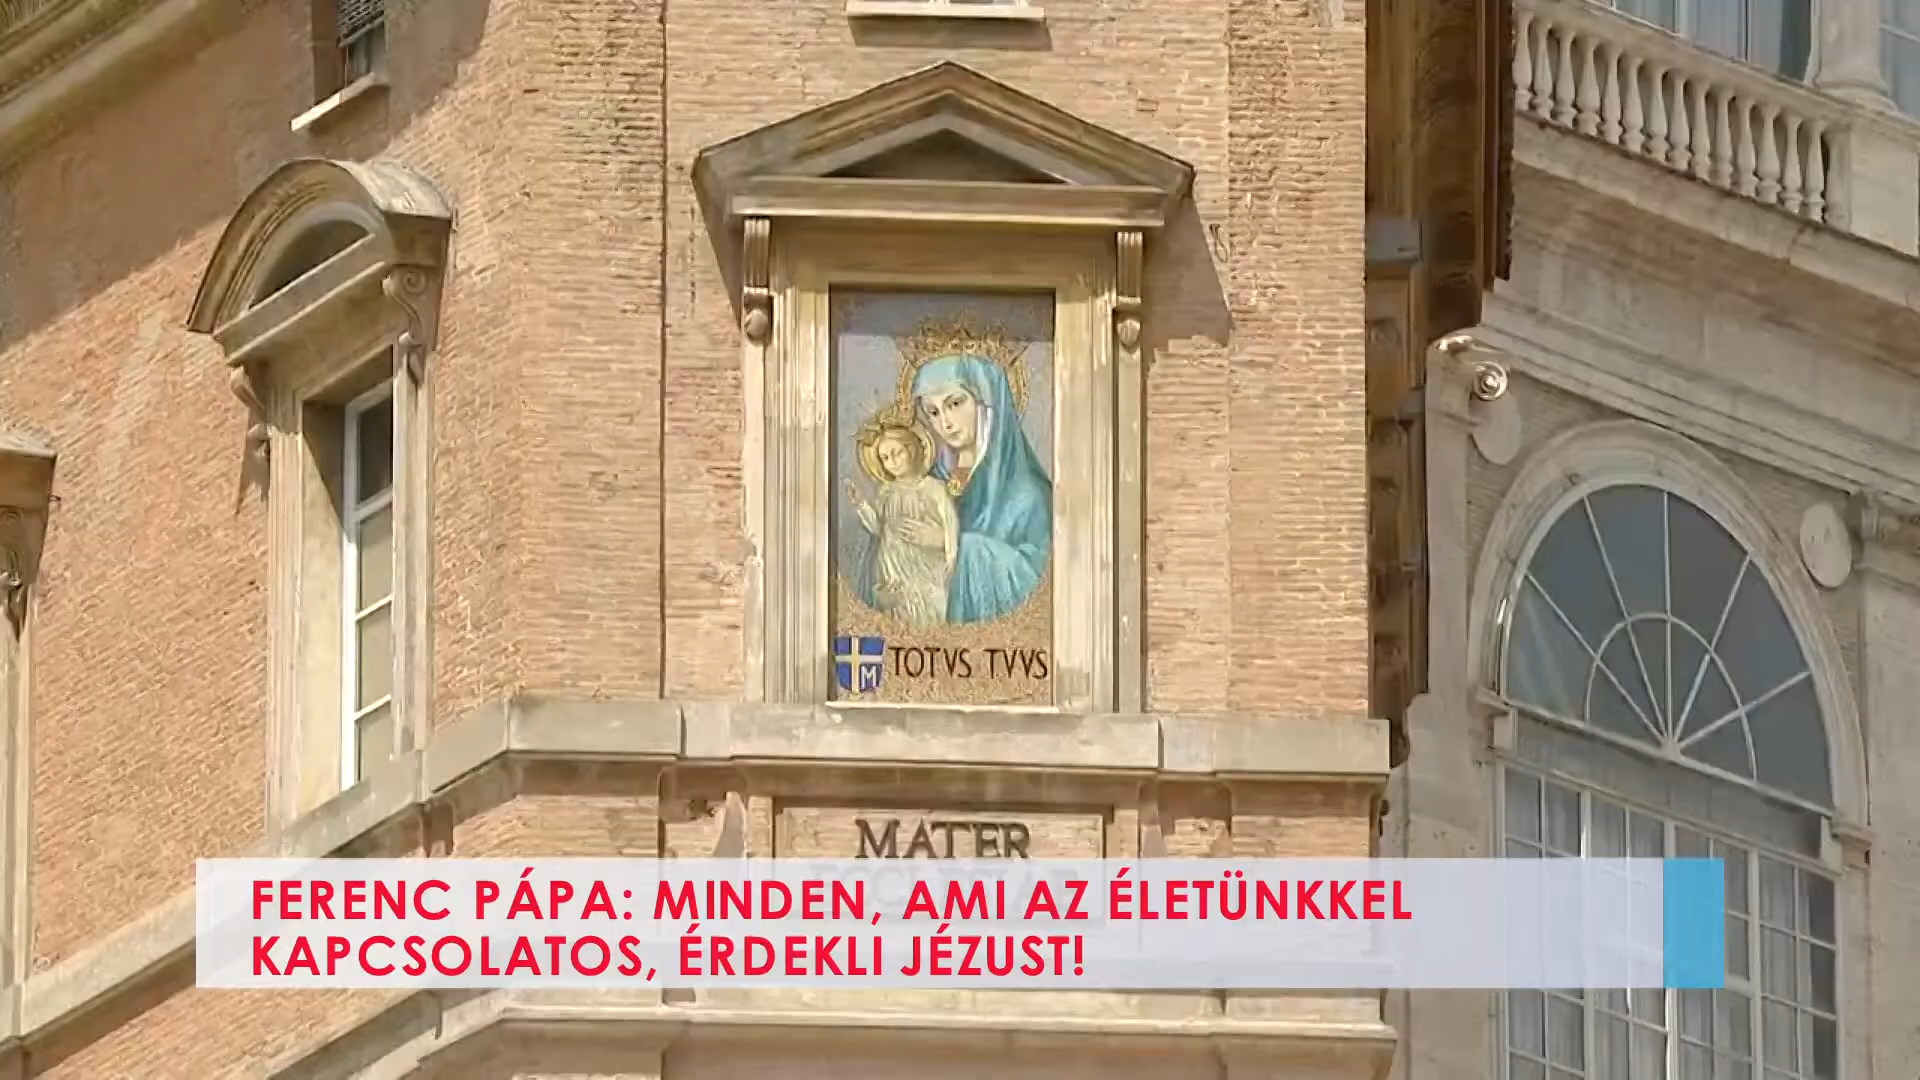 M
TOTVS TVVS
MATER
FERENC PÁPA: MINDEN, AMI AZ ÉLETÜNKKEL
KAPCSOLATOS, ÉRDEKLI JÉZUST!